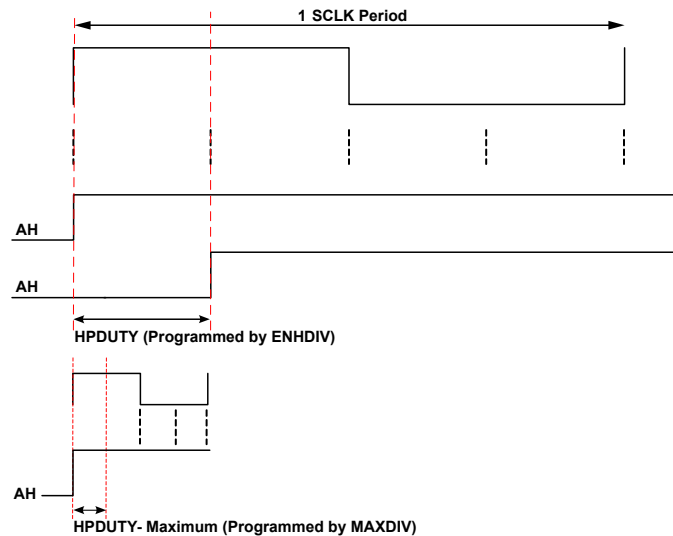 1 SCLK Period
AH
AH
HPDUTY (Programmed by ENHDIV)
AH
HPDUTY- Maximum (Programmed by MAXDIV)